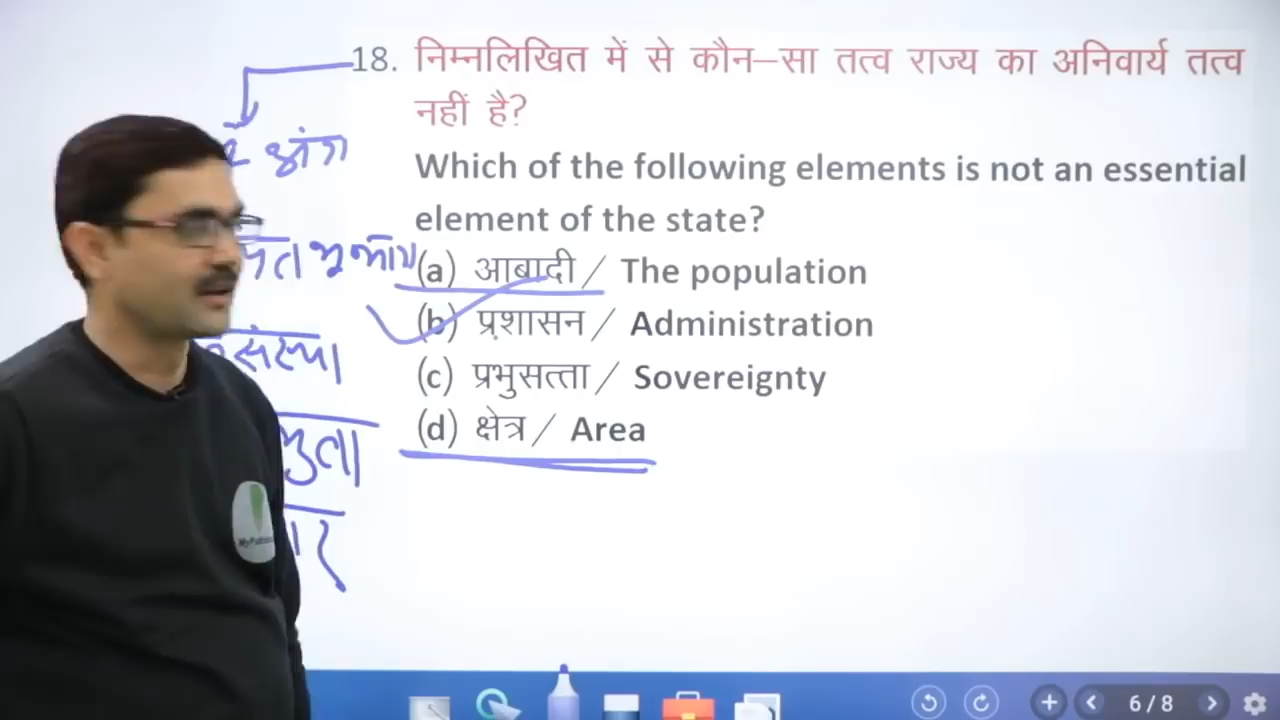 18. निम्नलिखित में से कौन–सा तत्व राज्य का अनिवार्य तत्व
नहीं है?
Which of the following elements is not an essential
element of the state?
(a) आबादी / The population
(b) प्रशासन / Administration
(c) प्रभुसत्ता / Sovereignty
(d) क्षेत्र / Area
अंग
6 / 8